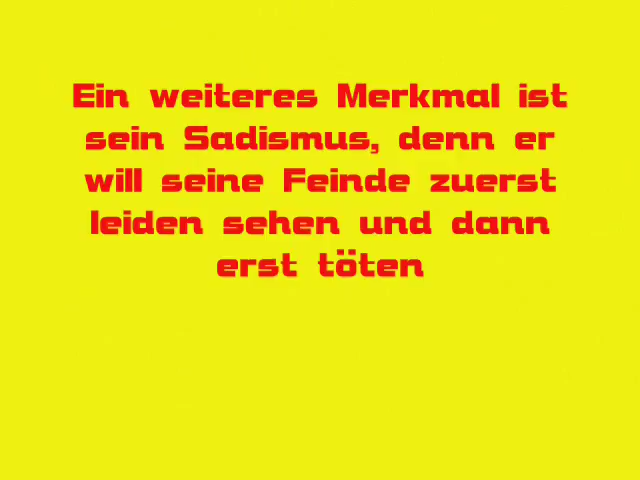 Ein weiteres Merkmal ist
sein Sadismus, denn er
will seine Feinde zuerst
leiden sehen und dann
erst töten